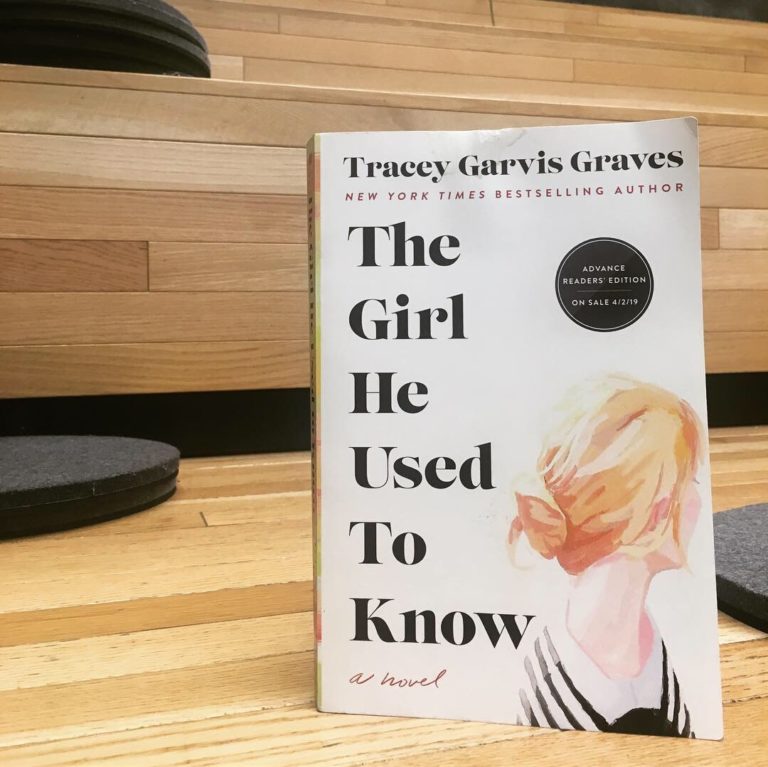 Tracey Garvis Graves
NEW YORK TIMES BESTSELLING AUTHOR
The
Girl
He
Used
To
Know
a novel
ADVANCE
READERS' EDITION
ON SALE 4/2/19